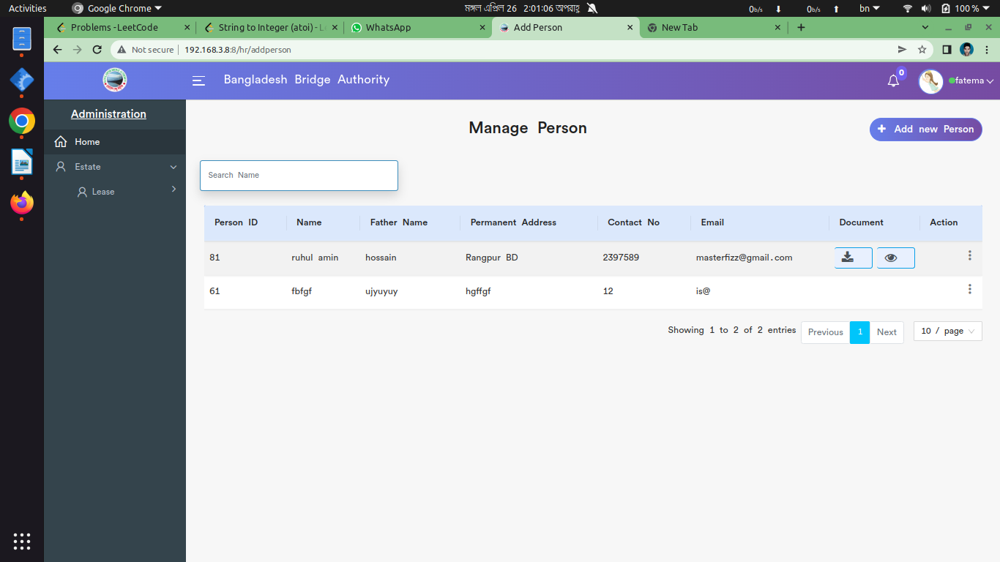 Activities Google Chrome মঙ্গল এপ্রিল 26 2:01:06 অপরাহ্ণ 0b/s 0b/s bn 100 %
Problems - LeetCode String to Integer (atoi) - L WhatsApp Add Person New Tab
Not secure 192.168.3.8:8/hr/addperson
Bangladesh Bridge Authority 0 fatema
Administration
Home
Estate
Lease
Manage Person
Add new Person
Search Name
Person ID Name Father Name Permanent Address Contact No Email Document Action
81 ruhul amin hossain Rangpur BD 2397589 masterfizz@gmail.com
61 fbfgf ujyuyuy hgffgf 12 is@
Showing 1 to 2 of 2 entries Previous 1 Next 10 / page